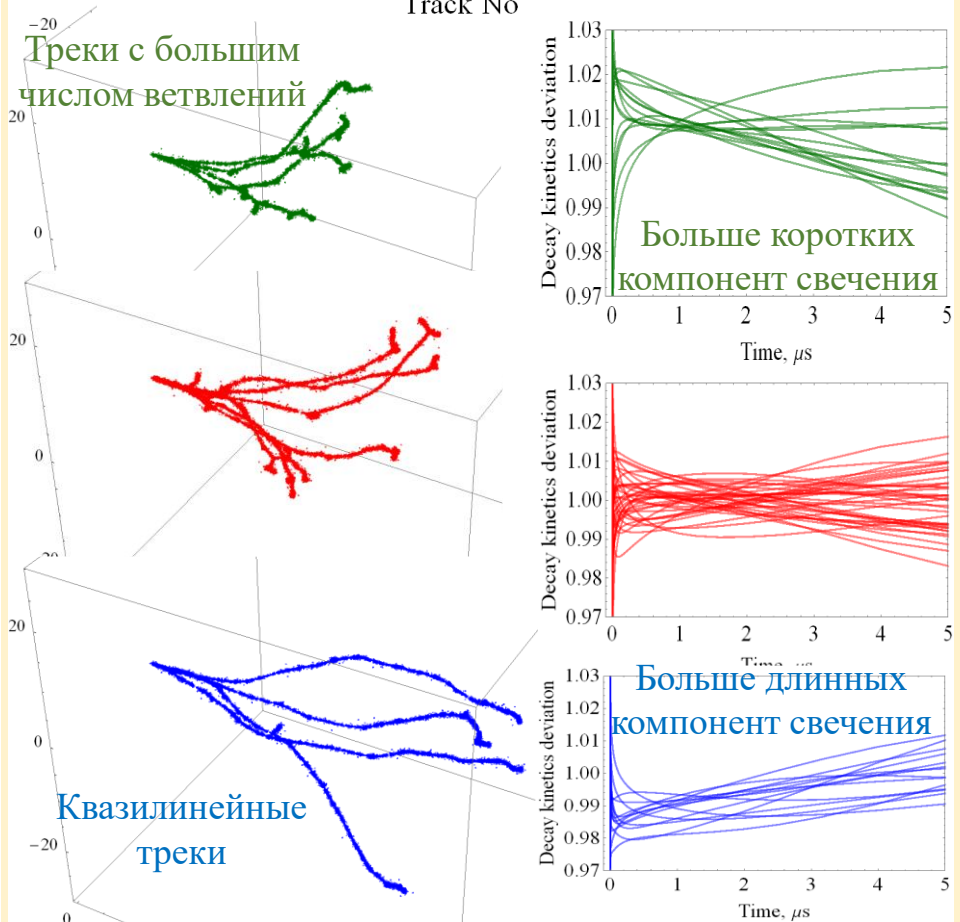 Track No
−20
Треки с большим
числом ветвлений
20
0
Decay kinetics deviation
1.03
1.02
1.01
1.00
0.99
0.98
0.97
Больше коротких
компонент свечения
0 1 2 3 4 5
Time, μs
20
0
20
Decay kinetics deviation
1.03
1.02
1.01
1.00
0.99
0.98
0.97
0 1 2 3 4 5
Time, μs
20
0
−20
0
Квазилинейные
треки
Decay kinetics deviation
1.03
1.02
1.01
1.00
0.99
0.98
0.97
Больше длинных
компонент свечения
0 1 2 3 4 5
Time, μs